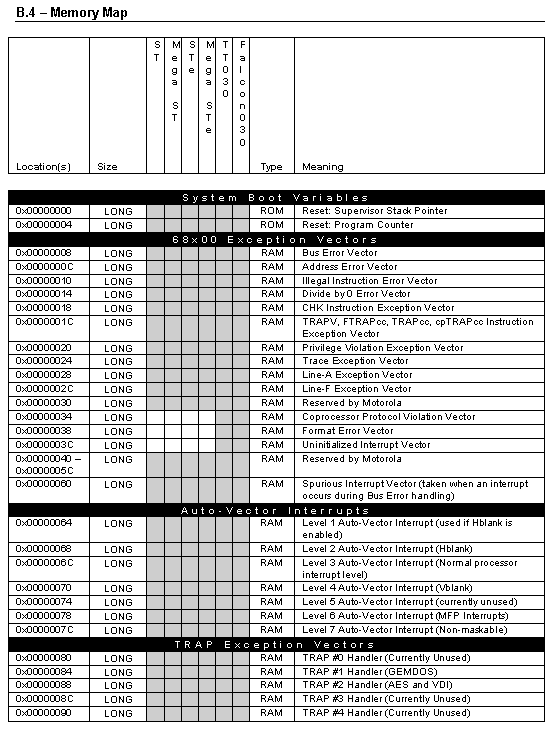 B.4 – Memory Map
Location(s) Size ST Mega ST STe Mega STe TT030 Falcon030 Type Meaning
System Boot Variables
0x00000000 LONG ROM Reset: Supervisor Stack Pointer
0x00000004 LONG ROM Reset: Program Counter
68x00 Exception Vectors
0x00000008 LONG RAM Bus Error Vector
0x0000000C LONG RAM Address Error Vector
0x00000010 LONG RAM Illegal Instruction Error Vector
0x00000014 LONG RAM Divide by 0 Error Vector
0x00000018 LONG RAM CHK Instruction Exception Vector
0x0000001C LONG RAM TRAPV, FTRAPcc, TRAPcc, cpTRAPcc Instruction
Exception Vector
0x00000020 LONG RAM Privilege Violation Exception Vector
0x00000024 LONG RAM Trace Exception Vector
0x00000028 LONG RAM Line-A Exception Vector
0x0000002C LONG RAM Line-F Exception Vector
0x00000030 LONG RAM Reserved by Motorola
0x00000034 LONG RAM Coprocessor Protocol Violation Vector
0x00000038 LONG RAM Format Error Vector
0x0000003C LONG RAM Uninitialized Interrupt Vector
0x00000040 – LONG RAM Reserved by Motorola
0x0000005C
0x00000060 LONG RAM Spurious Interrupt Vector (taken when an interrupt
occurs during Bus Error handling)
Auto-Vector Interrupts
0x00000064 LONG RAM Level 1 Auto-Vector Interrupt (used if Hblank is
enabled)
0x00000068 LONG RAM Level 2 Auto-Vector Interrupt (Hblank)
0x0000006C LONG RAM Level 3 Auto-Vector Interrupt (Normal processor
interrupt level)
0x00000070 LONG RAM Level 4 Auto-Vector Interrupt (Vblank)
0x00000074 LONG RAM Level 5 Auto-Vector Interrupt (currently unused)
0x00000078 LONG RAM Level 6 Auto-Vector Interrupt (MFP Interrupts)
0x0000007C LONG RAM Level 7 Auto-Vector Interrupt (Non-maskable)
TRAP Exception Vectors
0x00000080 LONG RAM TRAP #0 Handler (Currently Unused)
0x00000084 LONG RAM TRAP #1 Handler (GEMDOS)
0x00000088 LONG RAM TRAP #2 Handler (AES and VDI)
0x0000008C LONG RAM TRAP #3 Handler (Currently Unused)
0x00000090 LONG RAM TRAP #4 Handler (Currently Unused)